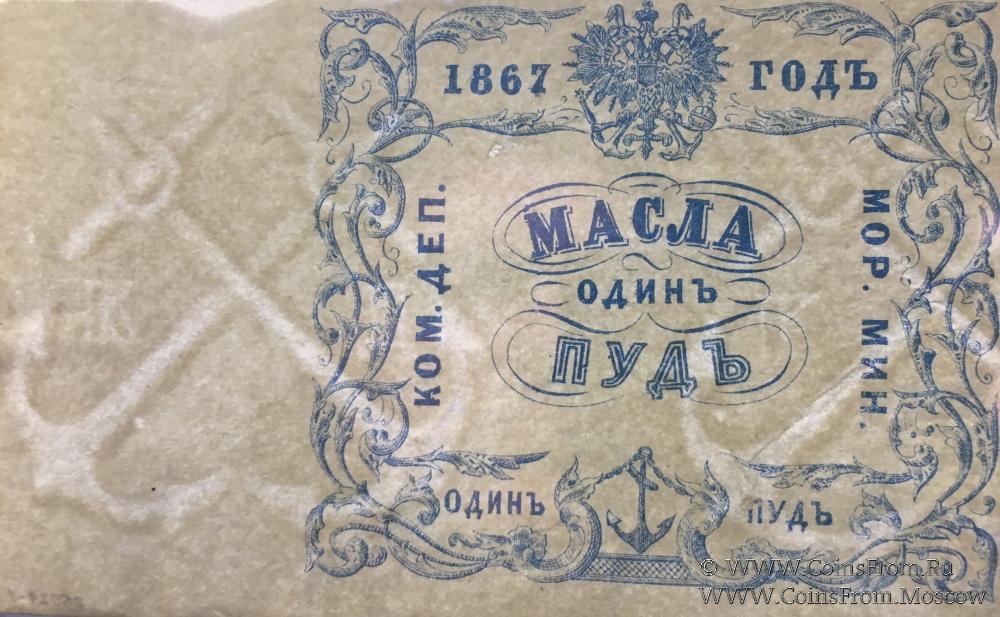 1867 ГОДЪ
КОМ. ДЕП.
МАСЛА
ОДИНЪ
ПУДЪ
МОР. МИН.
ОДИНЪ ПУДЪ
© WWW.CoinsFrom.Ru
WWW.CoinsFrom.Moscow